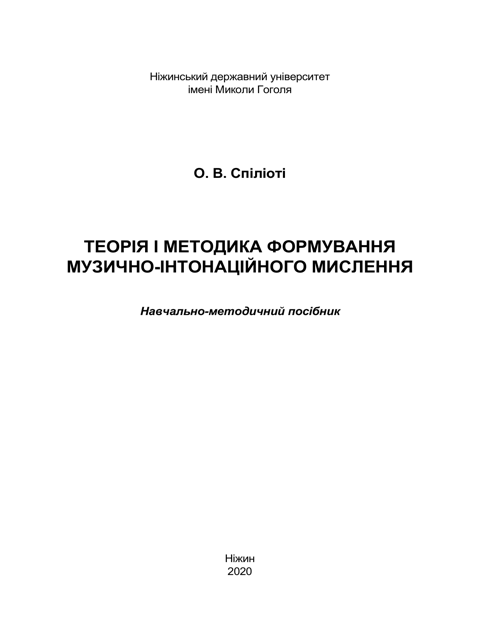 Ніжинський державний університет
імені Миколи Гоголя
О. В. Спіліоті
ТЕОРІЯ І МЕТОДИКА ФОРМУВАННЯ
МУЗИЧНО-ІНТОНАЦІЙНОГО МИСЛЕННЯ
Навчально-методичний посібник
Ніжин
2020